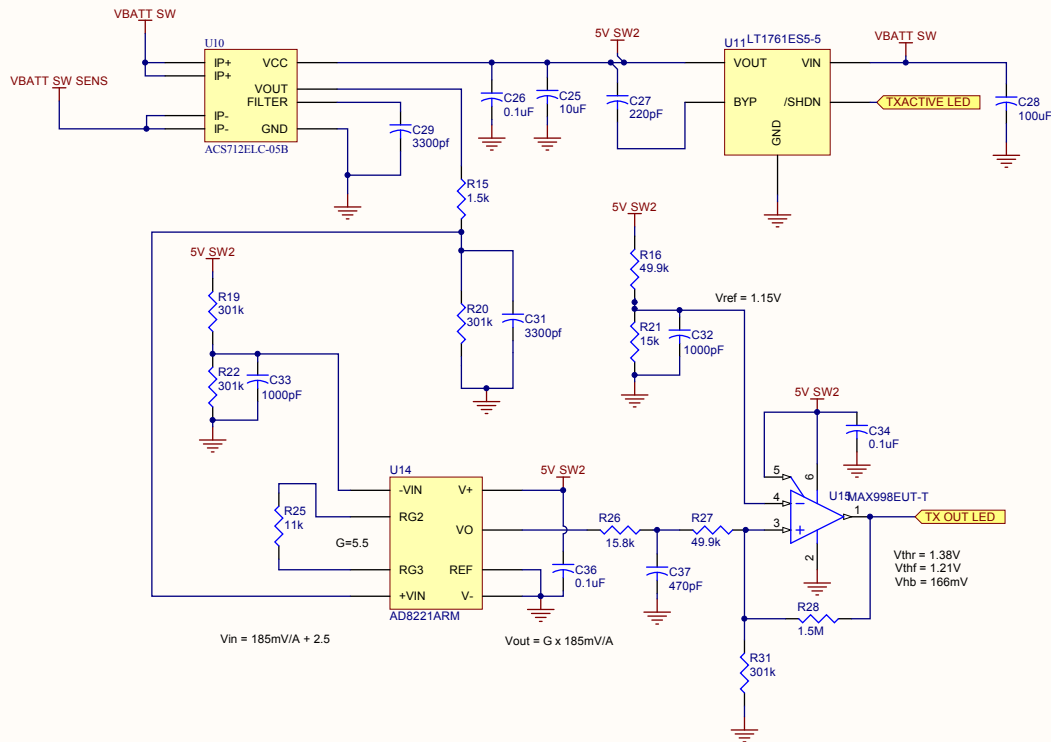 VBATT SW
VBATT SW SENS
U10
IP+
IP+
IP-
IP-
VCC
VOUT
FILTER
GND
ACS712ELC-05B
C29
3300pf
C26
0.1uF
C25
10uF
5V SW2
C27
220pF
U11
LT1761ES5-5
VOUT
BYP
VIN
/SHDN
GND
VBATT SW
TXACTIVE LED
C28
100uF
R15
1.5k
R20
301k
C31
3300pf
5V SW2
R19
301k
R22
301k
C33
1000pF
5V SW2
R16
49.9k
R21
15k
C32
1000pF
Vref = 1.15V
U14
-VIN
RG2
RG3
+VIN
V+
VO
REF
V-
AD8221ARM
R25
11k
G=5.5
Vin = 185mV/A + 2.5
Vout = G x 185mV/A
5V SW2
C36
0.1uF
R26
15.8k
C37
470pF
R27
49.9k
5V SW2
C34
0.1uF
U15
MAX998EUT-T
5
4
3
6
2
1
TX OUT LED
Vthr = 1.38V
Vthf = 1.21V
Vhb = 166mV
R28
1.5M
R31
301k